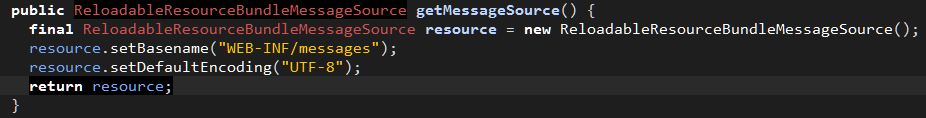 public ReloadableResourceBundleMessageSource getMessageSource() {
final ReloadableResourceBundleMessageSource resource = new ReloadableResourceBundleMessageSource();
resource.setBasename("WEB-INF/messages");
resource.setDefaultEncoding("UTF-8");
return resource;
}